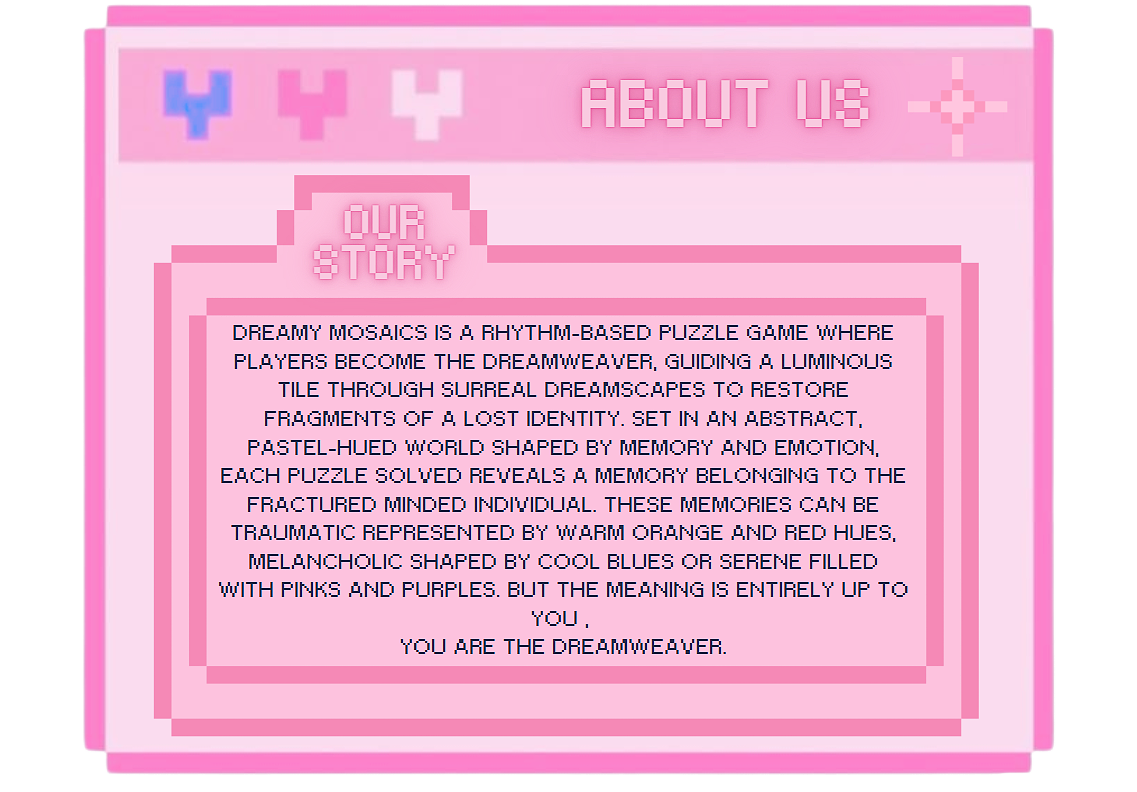 ABOUT US
OUR
STORY
DREAMY MOSAICS IS A RHYTHM-BASED PUZZLE GAME WHERE
PLAYERS BECOME THE DREAMWEAVER, GUIDING A LUMINOUS
TILE THROUGH SURREAL DREAMSCAPES TO RESTORE
FRAGMENTS OF A LOST IDENTITY. SET IN AN ABSTRACT,
PASTEL-HUED WORLD SHAPED BY MEMORY AND EMOTION,
EACH PUZZLE SOLVED REVEALS A MEMORY BELONGING TO THE
FRACTURED MINDED INDIVIDUAL. THESE MEMORIES CAN BE
TRAUMATIC REPRESENTED BY WARM ORANGE AND RED HUES,
MELANCHOLIC SHAPED BY COOL BLUES OR SERENE FILLED
WITH PINKS AND PURPLES. BUT THE MEANING IS ENTIRELY UP TO
YOU ,
YOU ARE THE DREAMWEAVER.